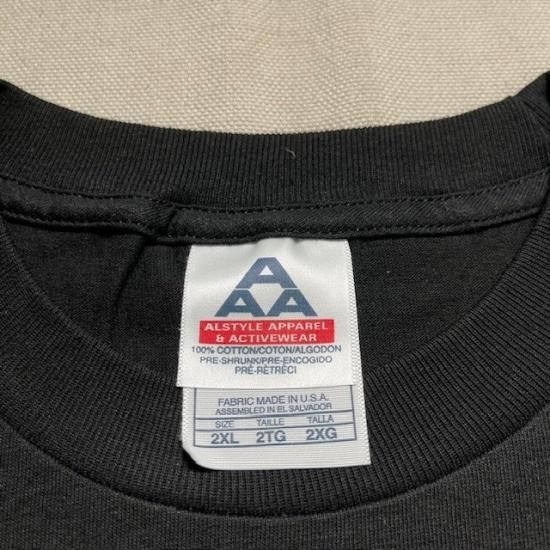 A
AA
ALSTYLE APPAREL
& ACTIVEWEAR
100% COTTON/COTON/ALGODON
PRE-SHRUNK/PRE-ENCOGIDO
PRÉ-RÉTRÉCI
FABRIC MADE IN U.S.A.
ASSEMBLED IN EL SALVADOR
SIZE TAILLE TALLA
2XL 2TG 2XG